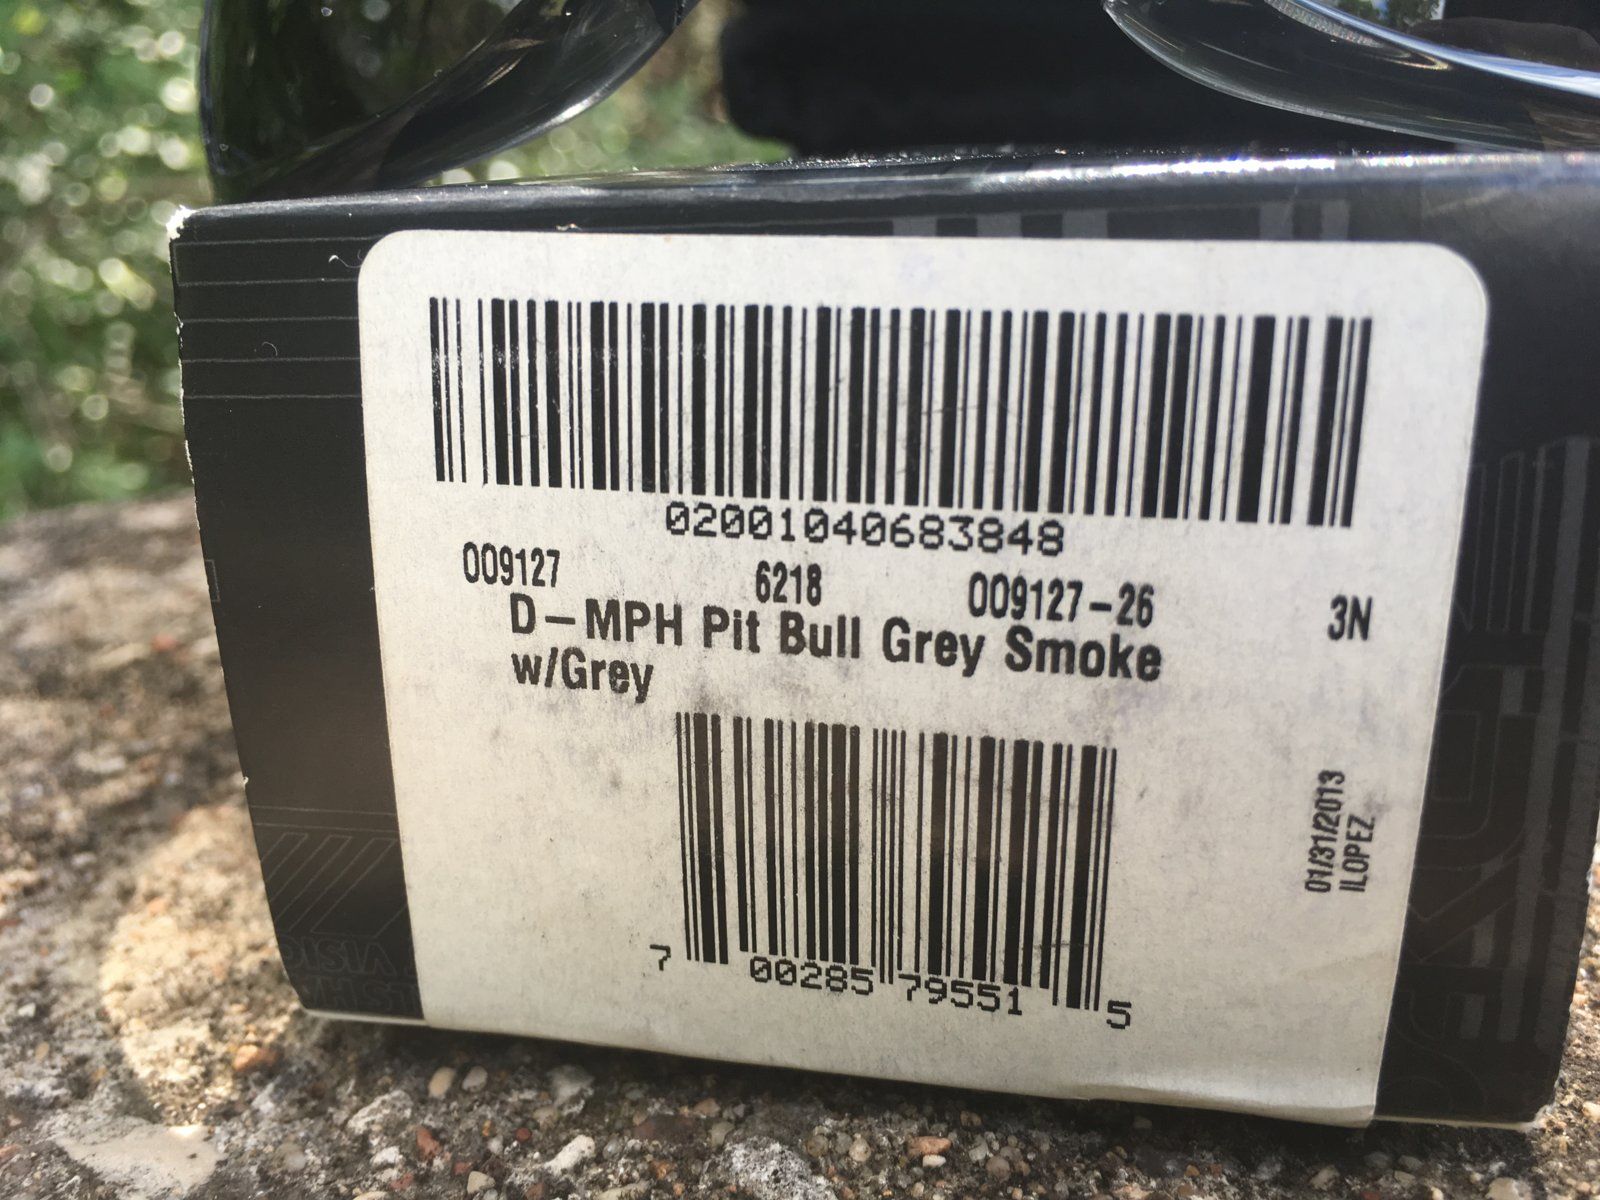 02001040683848
009127 6218 009127-26 3N
D-MPH Pit Bull Grey Smoke
w/Grey
7 00285 79551 5
01/31/2013
ILOPEZ